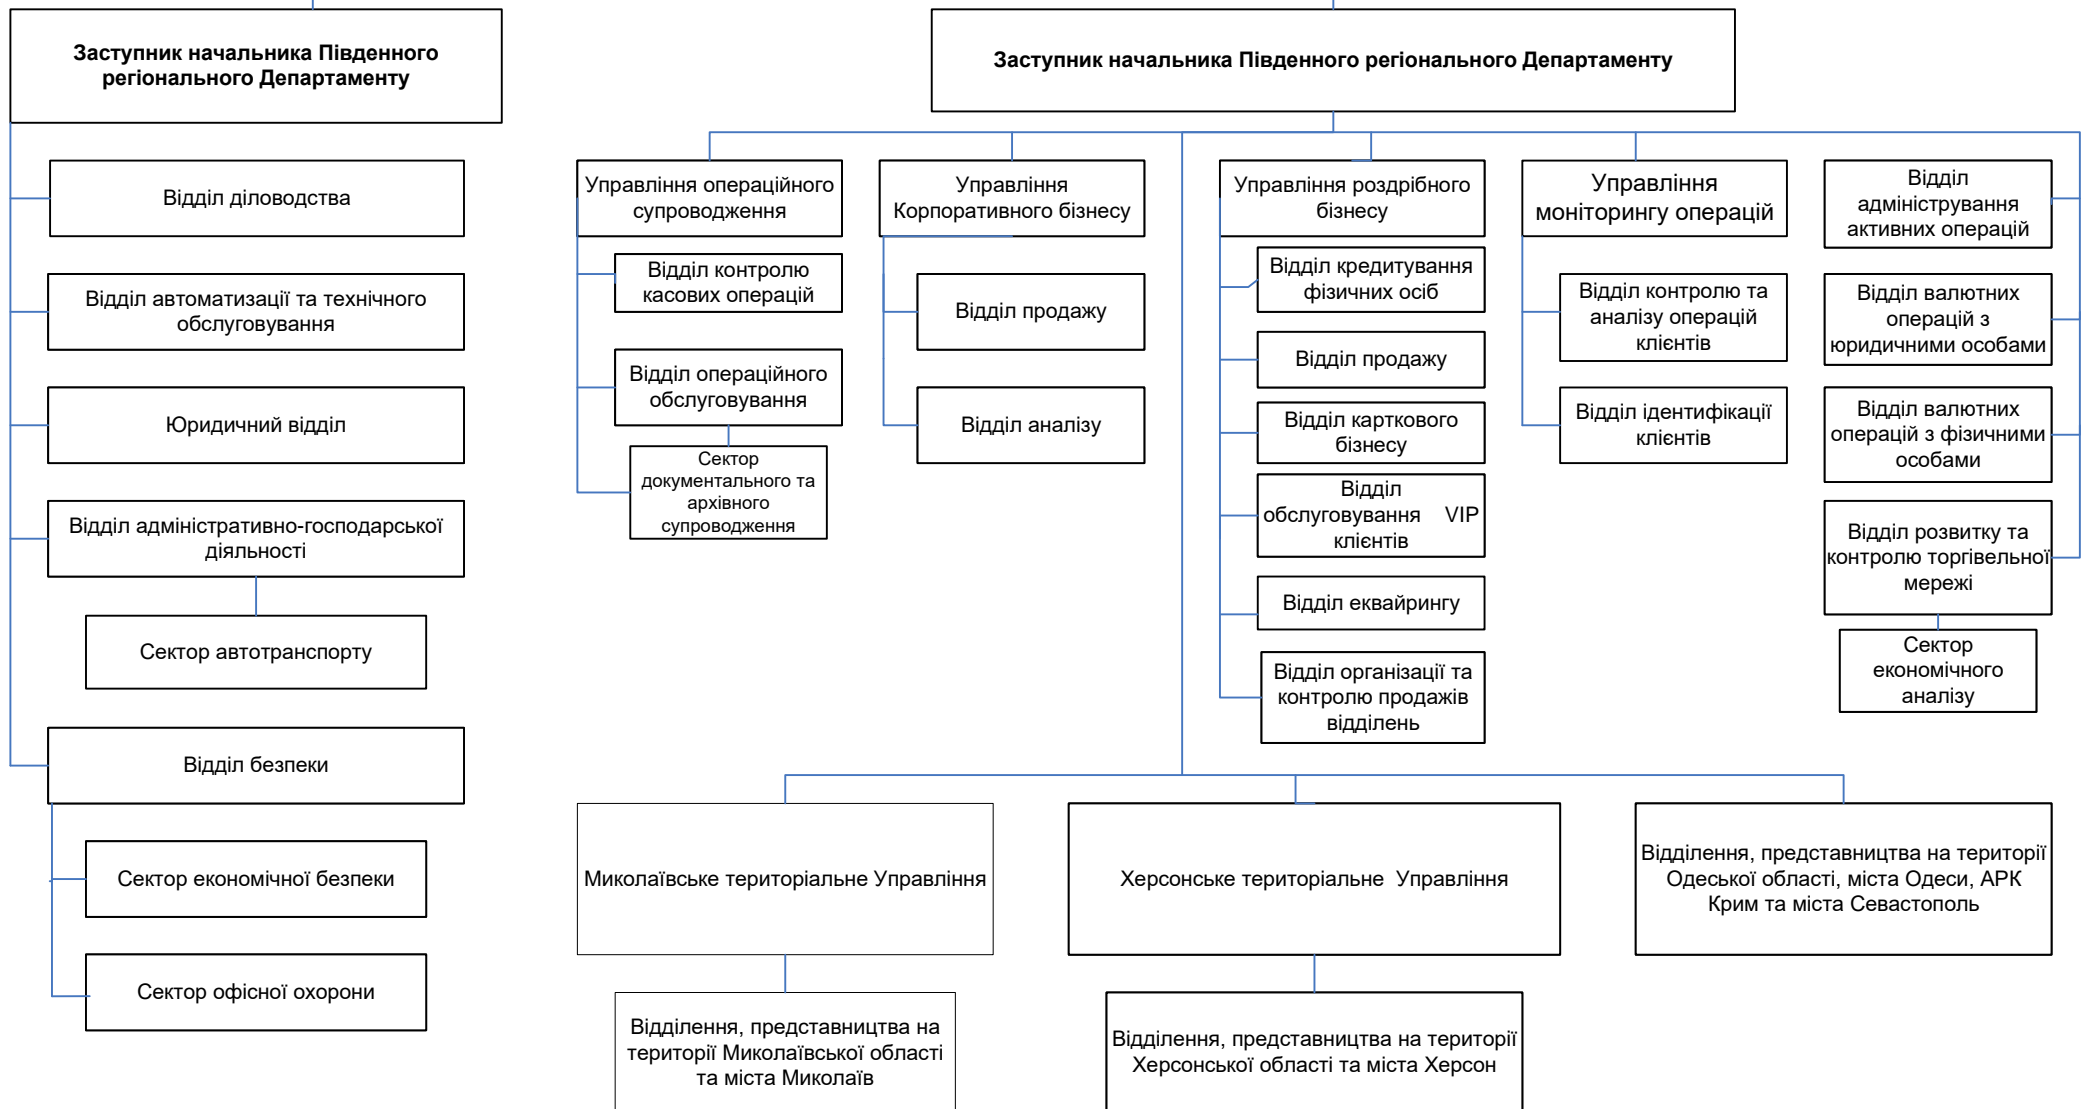 Заступник начальника Південного
регіонального Департаменту
Відділ діловодства
Відділ автоматизації та технічного
обслуговування
Юридичний відділ
Відділ адміністративно-господарської
діяльності
Сектор автотранспорту
Відділ безпеки
Сектор економічної безпеки
Сектор офісної охорони
Заступник начальника Південного регіонального Департаменту
Управління операційного
супроводження
Відділ контролю
касових операцій
Відділ операційного
обслуговування
Сектор
документального та
архівного
супроводження
Управління
Корпоративного бізнесу
Відділ продажу
Відділ аналізу
Управління роздрібного
бізнесу
Відділ кредитування
фізичних осіб
Відділ продажу
Відділ карткового
бізнесу
Відділ
обслуговування VIP
клієнтів
Відділ еквайрингу
Відділ організації та
контролю продажів
відділень
Управління
моніторингу операцій
Відділ контролю та
аналізу операцій
клієнтів
Відділ ідентифікації
клієнтів
Відділ
адміністрування
активних операцій
Відділ валютних
операцій з
юридичними особами
Відділ валютних
операцій з фізичними
особами
Відділ розвитку та
контролю торгівельної
мережі
Сектор
економічного
аналізу
Миколаївське територіальне Управління
Відділення, представництва на
території Миколаївської області
та міста Миколаїв
Херсонське територіальне Управління
Відділення, представництва на території
Херсонської області та міста Херсон
Відділення, представництва на території
Одеської області, міста Одеси, АРК
Крим та міста Севастополь